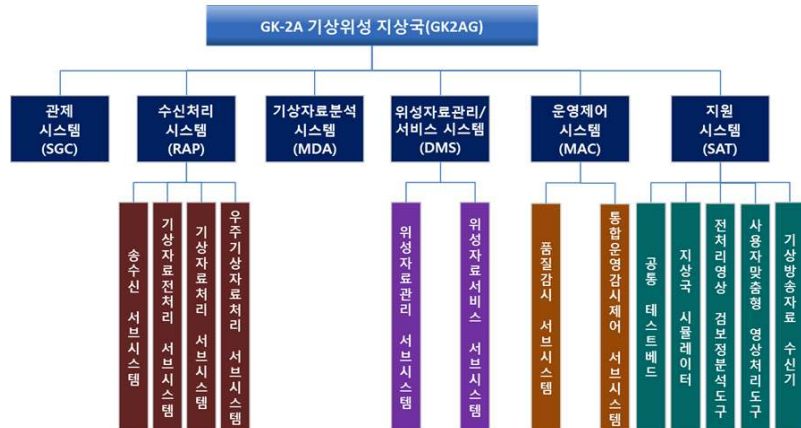 GK-2A 기상위성 지상국(GK2AG)
관제
시스템
(SGC)
수신처리
시스템
(RAP)
기상자료분석
시스템
(MDA)
위성자료관리/
서비스 시스템
(DMS)
운영제어
시스템
(MAC)
지원
시스템
(SAT)
송수신 서브시스템
기상자료전처리 서브시스템
기상자료처리 서브시스템
우주기상자료처리 서브시스템
위성자료관리 서브시스템
위성자료서비스 서브시스템
품질감시 서브시스템
통합운영감시제어 서브시스템
공통 테스트베드
지상국 시뮬레이터
전처리영상 검보정분석도구
사용자맞춤형 영상처리도구
기상방송자료 수신기